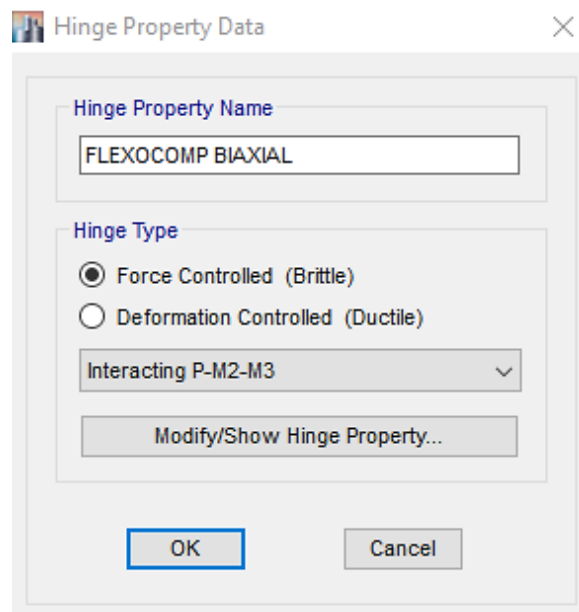 Hinge Property Data
Hinge Property Name
FLEXOCOMP BIAXIAL
Hinge Type
Force Controlled (Brittle)
Deformation Controlled (Ductile)
Interacting P-M2-M3
Modify/Show Hinge Property...
OK
Cancel